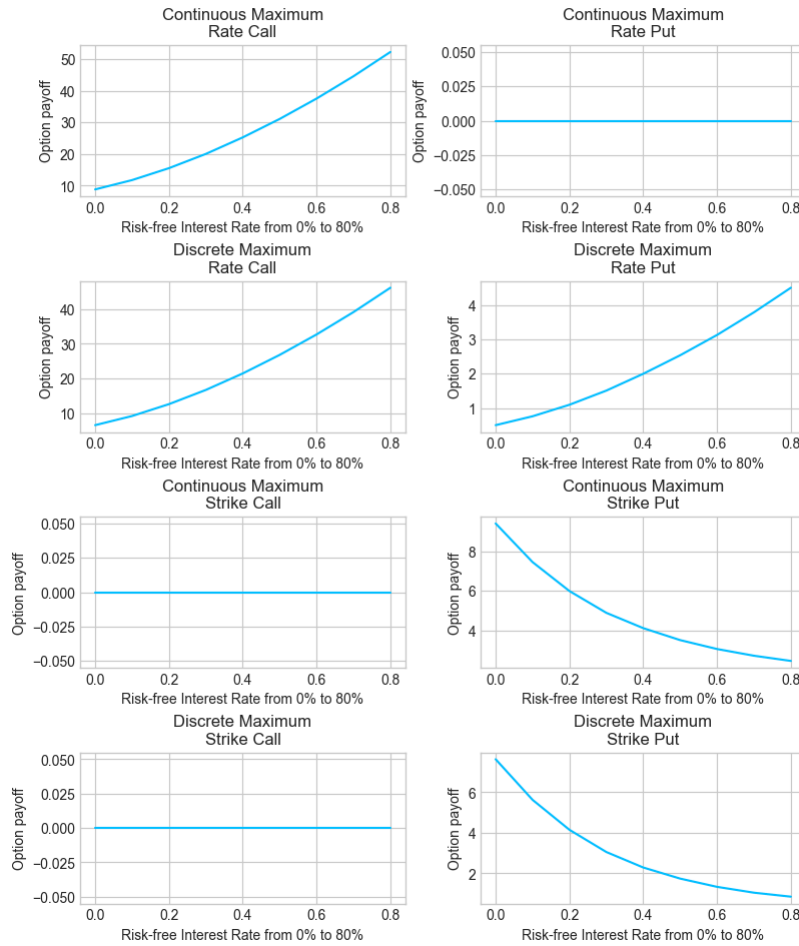 Continuous Maximum
Rate Call
Option payoff
50
40
30
20
10
0.0 0.2 0.4 0.6 0.8
Risk-free Interest Rate from 0% to 80%
Continuous Maximum
Rate Put
Option payoff
0.050
0.025
0.000
−0.025
−0.050
0.0 0.2 0.4 0.6 0.8
Risk-free Interest Rate from 0% to 80%
Discrete Maximum
Rate Call
Option payoff
40
30
20
10
0.0 0.2 0.4 0.6 0.8
Risk-free Interest Rate from 0% to 80%
Discrete Maximum
Rate Put
Option payoff
4
3
2
1
0.0 0.2 0.4 0.6 0.8
Risk-free Interest Rate from 0% to 80%
Continuous Maximum
Strike Call
Option payoff
0.050
0.025
0.000
−0.025
−0.050
0.0 0.2 0.4 0.6 0.8
Risk-free Interest Rate from 0% to 80%
Continuous Maximum
Strike Put
Option payoff
8
6
4
0.0 0.2 0.4 0.6 0.8
Risk-free Interest Rate from 0% to 80%
Discrete Maximum
Strike Call
Option payoff
0.050
0.025
0.000
−0.025
−0.050
0.0 0.2 0.4 0.6 0.8
Risk-free Interest Rate from 0% to 80%
Discrete Maximum
Strike Put
Option payoff
6
4
2
0.0 0.2 0.4 0.6 0.8
Risk-free Interest Rate from 0% to 80%